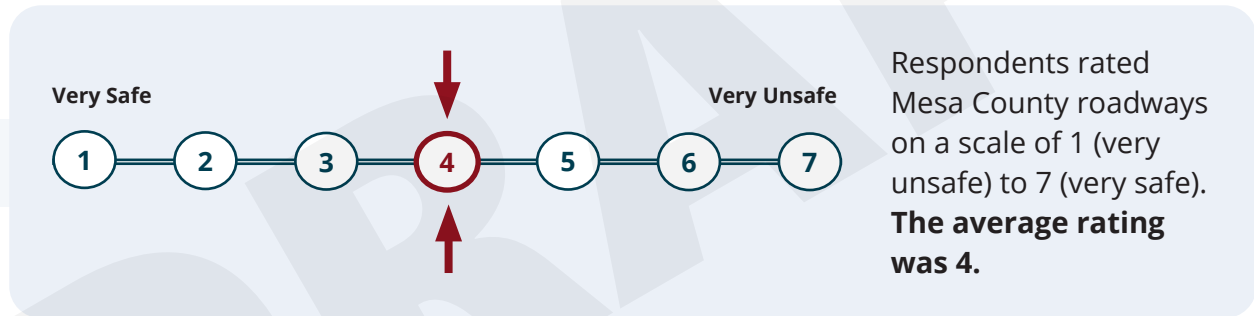 Very Safe
Very Unsafe
1 2 3 4 5 6 7
Respondents rated
Mesa County roadways
on a scale of 1 (very
unsafe) to 7 (very safe).
The average rating
was 4.